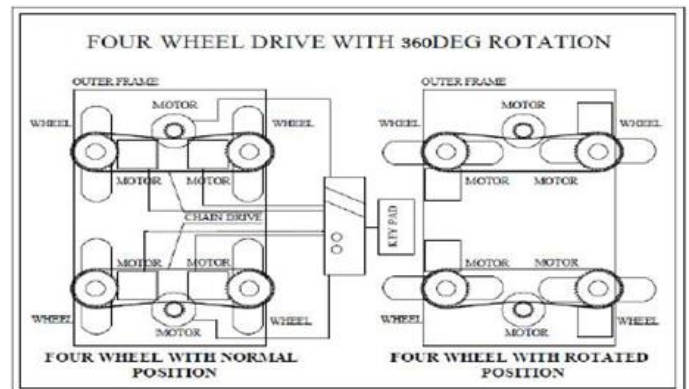 FOUR WHEEL DRIVE WITH 360DEG ROTATION
OUTER FRAME
MOTOR
WHEEL
WHEEL
MOTOR
MOTOR
CHAIN DRIVE
MOTOR
MOTOR
WHEEL
MOTOR
WHEEL
FOUR WHEEL WITH NORMAL
POSITION
KEY PAD
OUTER FRAME
MOTOR
WHEEL
WHEEL
MOTOR
MOTOR
MOTOR
MOTOR
WHEEL
MOTOR
WHEEL
FOUR WHEEL WITH ROTATED
POSITION